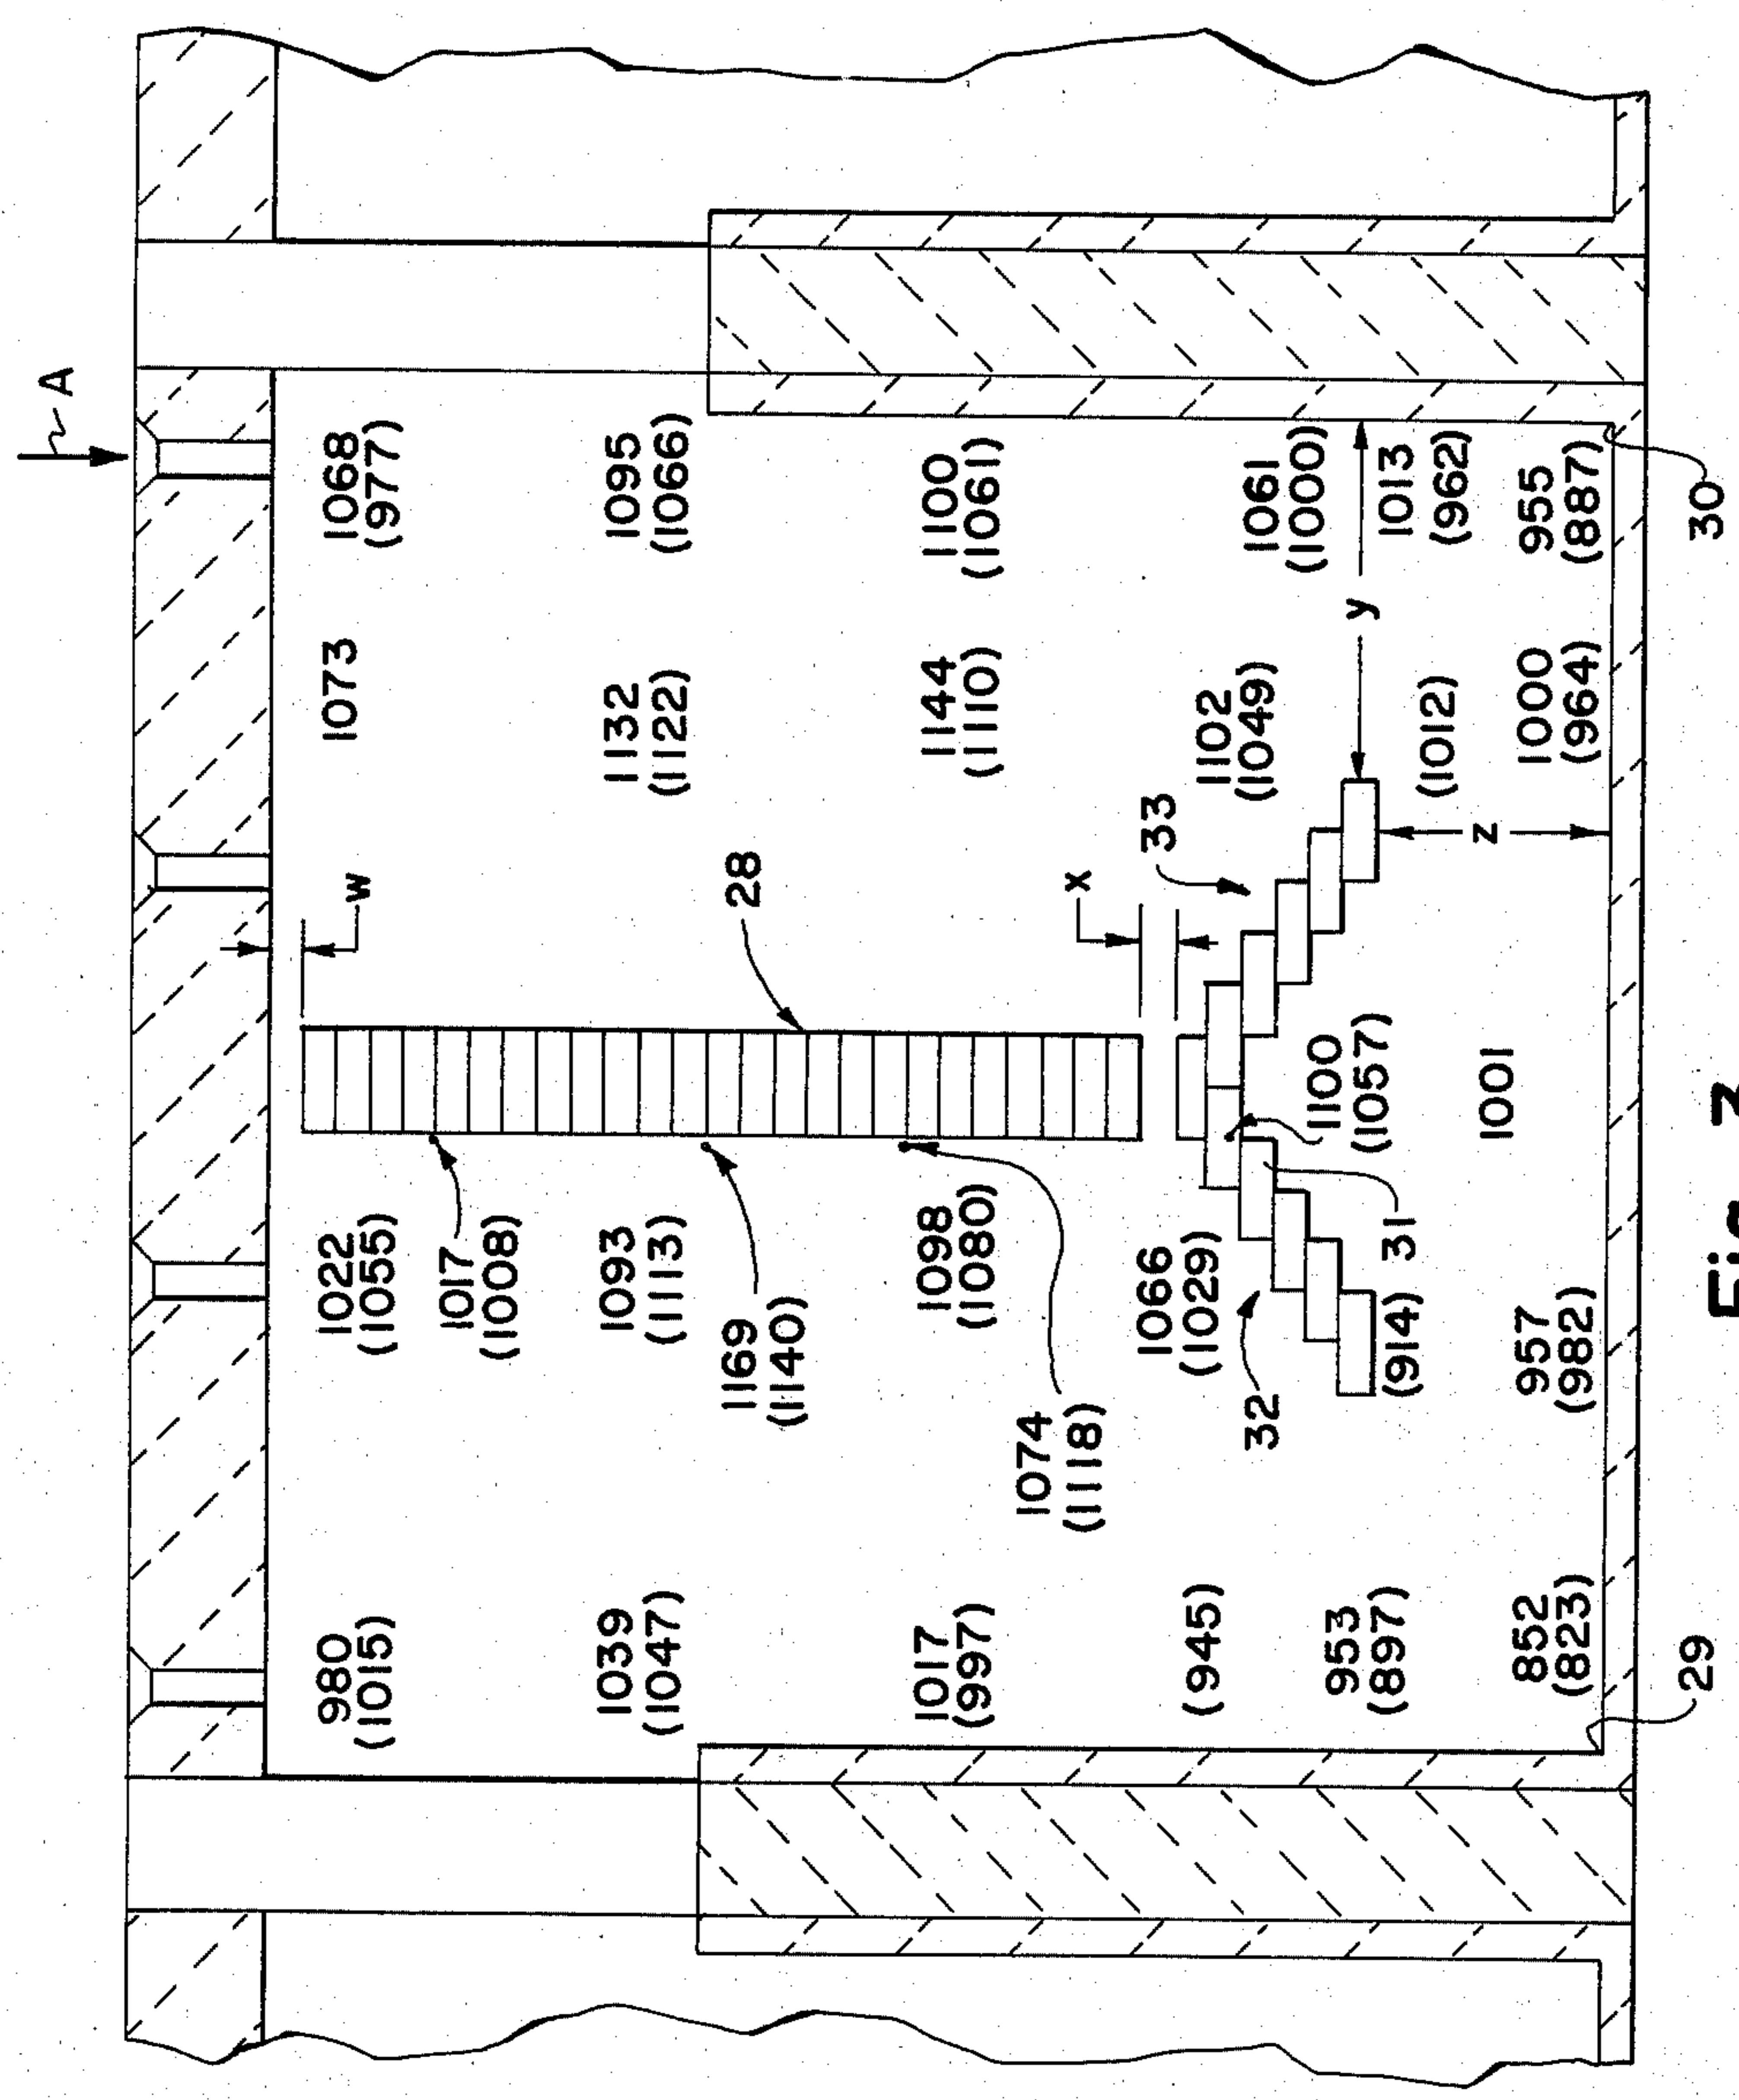 A
980 1022 1073 1068
(1015) (1055) (977)
w
1017
(1008)
1039 1093 1132 1095
(1047) (1113) (1122) (1066)
1169 28
(1140)
1017 1098 1144 1100
(997) (1080) (1110) (1061)
1074 x
(1118)
1066 33
(945) (1029) 1102
32 (1049) 1061
(1000)
1100
953 (1057) y
(897) (914) 31 1013
(1012) (962)
1001 z
852 957 1000 955
(823) (982) (964) (887)
29 30
Fig. 3